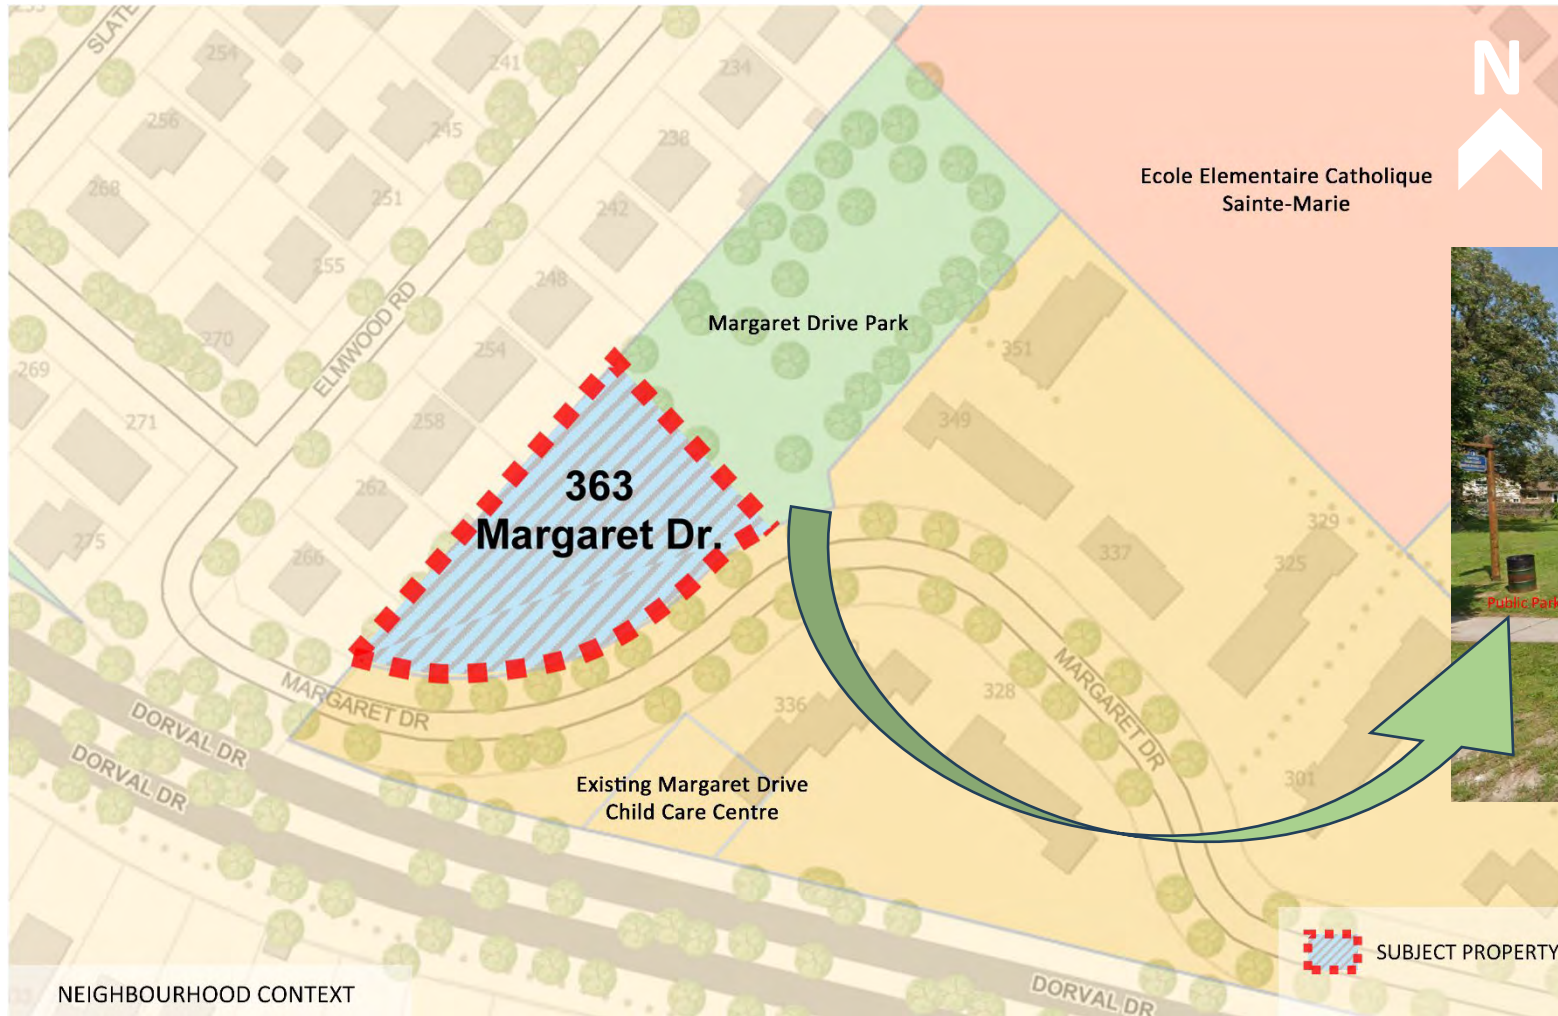 SLATE
254
241
234
256
245
238
268
251
242
255
248
270
254
269
ELMWOOD RD
271
258
262
275
266
N
Ecole Elementaire Catholique
Sainte-Marie
Margaret Drive Park
351
349
329
337
325
363
Margaret Dr.
Public Park
MARGARET DR
MARGARET DR
328
336
301
DORVAL DR
DORVAL DR
Existing Margaret Drive
Child Care Centre
SUBJECT PROPERTY
DORVAL DR
NEIGHBOURHOOD CONTEXT